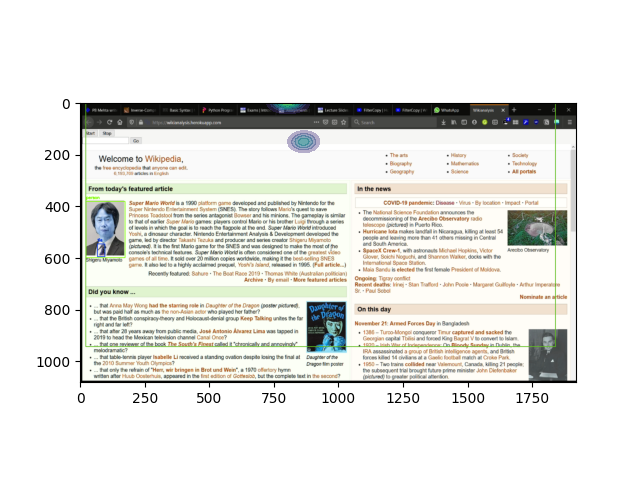 0
200
400
600
800
1000
0
250
500
750
1000
1250
1500
1750
WhatsApp
Wikianalysis
https://wikianalysis.herokuapp.com
Search
Start
Stop
Go
Welcome to Wikipedia,
the free encyclopedia that anyone can edit.
The arts
Biography
Geography
History
Mathematics
Science
Society
Technology
All portals
From today's featured article
Super Mario World is a 1990 platform game developed and published by Nintendo for the
Super Nintendo Entertainment System (SNES). The story follows Mario's quest to save
Princess Toadstool from the series antagonist Bowser and his minions. The gameplay is similar
to that of earlier Super Mario games: players control Mario or his brother Luigi through a series
of levels in which the goal is to reach the flagpole at the end. Super Mario World introduced
Yoshi, a dinosaur character. Nintendo Entertainment Analysis & Development developed the
game, led by director Takashi Tezuka and producer and series creator Shigeru Miyamoto
(pictured). It is the first Mario game for the SNES and was designed to make the most of the
console's technical features. Super Mario World is often considered one of the greatest video
games of all time. It sold over 20 million copies worldwide, making it the best-selling SNES
game. It also led to a highly acclaimed prequel, Yoshi's Island, released in 1995. (Full article...)
Shigeru Miyamoto
Recently featured: Sahure · The Boat Race 2019 · Thomas White (Australian politician)
Archive · By email · More featured articles
Did you know ...
... that Anna May Wong had the starring role in Daughter of the Dragon (poster pictured),
but was paid half as much as the non-Asian actor who played her father?
... that the British conspiracy-theory and Holocaust-denial group Keep Talking unites the far
right and far left?
... that after 28 years away from public media, José Antonio Álvarez Lima was tapped in
2019 to head the Mexican television channel Canal Once?
... that one reviewer of the book The South's Finest called it "chronically and annoyingly"
melodramatic?
... that table-tennis player Isabelle Li received a standing ovation despite losing the final at
the 2010 Summer Youth Olympics?
... that only the refrain of "Herr, wir bringen in Brot und Wein", a 1970 offertory hymn
written after Huub Oosterhuis, appeared in the first edition of Gotteslob, but the complete text in the second?
Daughter of the
Dragon film poster
In the news
COVID-19 pandemic: Disease · Virus · By location · Impact · Portal
The National Science Foundation announces the
decommissioning of the Arecibo Observatory radio
telescope (pictured) in Puerto Rico.
Hurricane Iota makes landfall in Nicaragua, killing at least 54
people and leaving more than 41 others missing in Central
and South America.
SpaceX Crew-1, with astronauts Michael Hopkins, Victor
Glover, Soichi Noguchi, and Shannon Walker, docks with the
International Space Station.
Maia Sandu is elected the first female President of Moldova.
Arecibo Observatory
Ongoing: Tigray conflict
Recent deaths: Irinej · Stan Trafford · John Poole · Margaret Guilfoyle · Arthur Imperatore
Sr. · Paul Sobol
Nominate an article
On this day
November 21: Armed Forces Day in Bangladesh
1386 – Turco-Mongol conqueror Timur captured and sacked the
Georgian capital Tbilisi and forced King Bagrat V to convert to Islam.
1920 – Irish War of Independence: On Bloody Sunday in Dublin, the
IRA assassinated a group of British intelligence agents, and British
forces killed 14 civilians at a Gaelic football match at Croke Park.
1950 – Two trains collided near Valemount, Canada, killing 21 people;
the subsequent trial brought future prime minister John Diefenbaker
(pictured) to greater political attention.